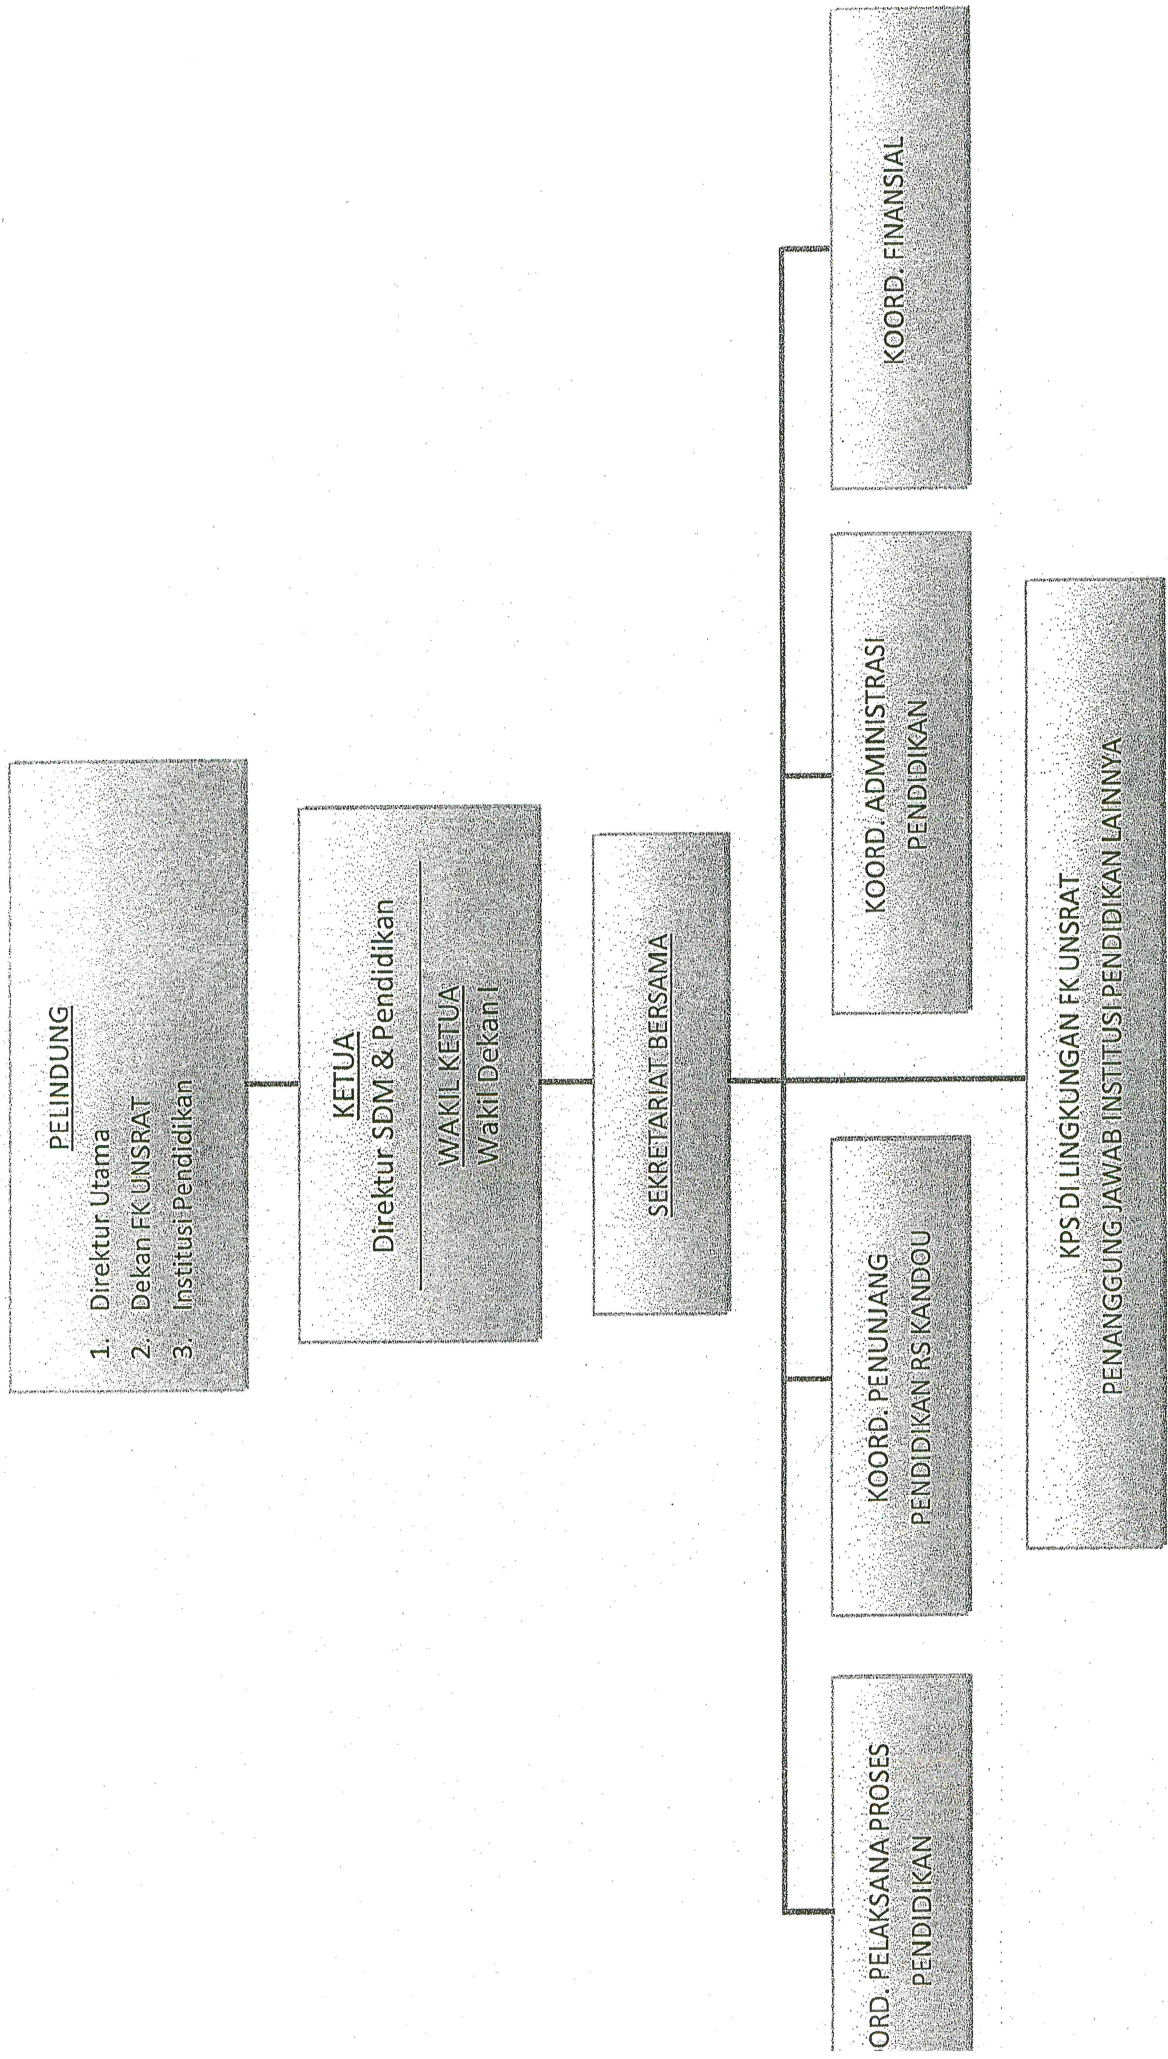 PELINDUNG
1. Direktur Utama
2. Dekan FK UNSRAT
3. Institusi Pendidikan
KETUA
Direktur SDM & Pendidikan
WAKIL KETUA
Wakil Dekan I
SEKRETARIAT BERSAMA
ORD. PELAKSANA PROSES
PENDIDIKAN
KOORD. PENUNJANG
PENDIDIKAN RS KANDOU
KOORD. ADMINISTRASI
PENDIDIKAN
KOORD. FINANSIAL
KPS DI LINGKUNGAN FK UNSRAT
PENANGGUNG JAWAB INSTITUSI PENDIDIKAN LAINNYA